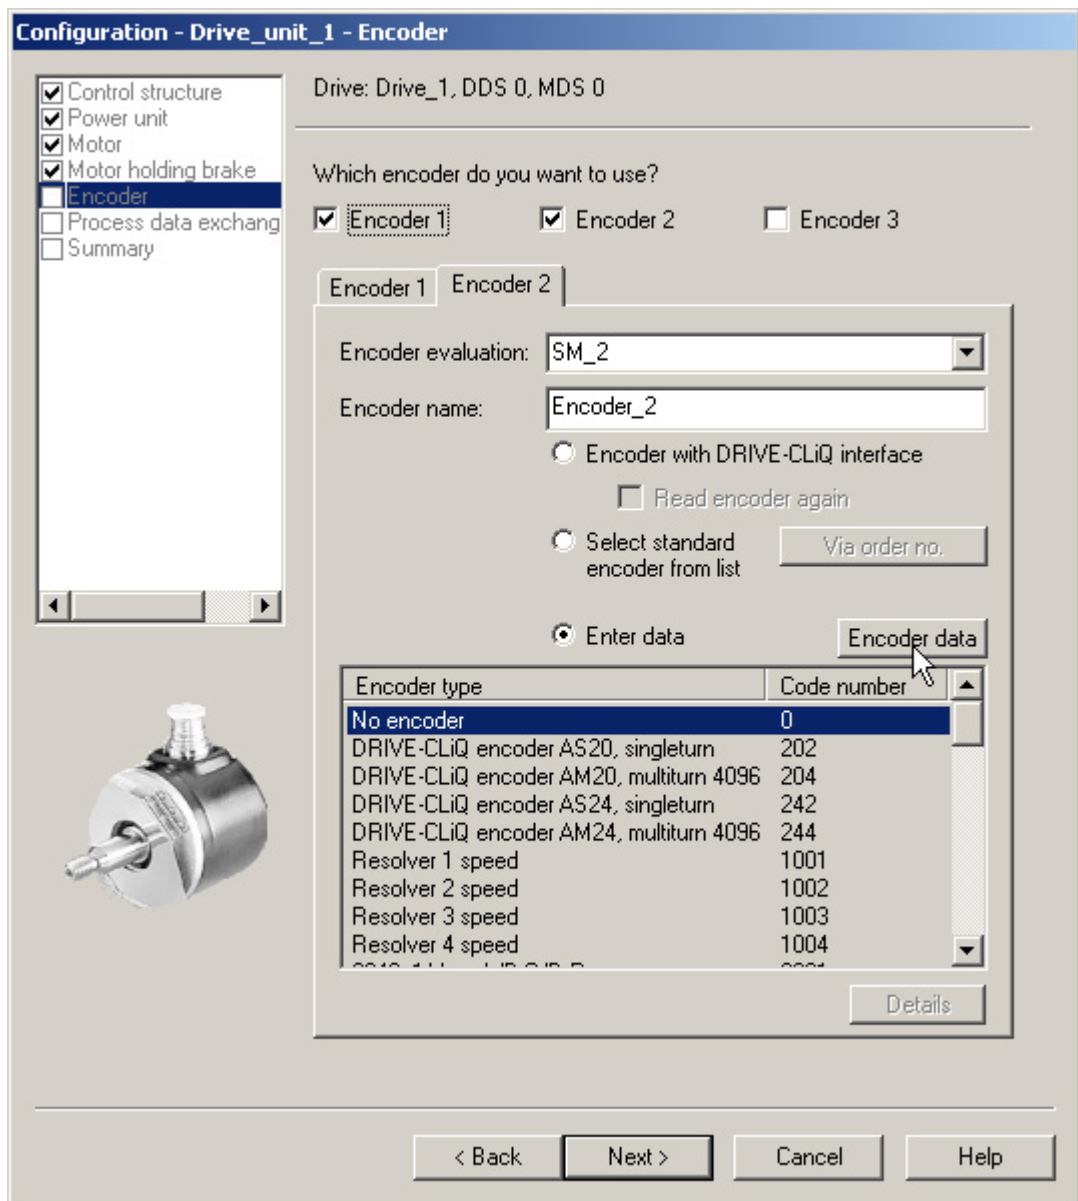 Configuration - Drive_unit_1 - Encoder
Control structure
Power unit
Motor
Motor holding brake
Encoder
Process data exchang
Summary
Drive: Drive_1, DDS 0, MDS 0
Which encoder do you want to use?
Encoder 1 Encoder 2 Encoder 3
Encoder 1 Encoder 2
Encoder evaluation: SM_2
Encoder name: Encoder_2
Encoder with DRIVE-CLiQ interface
Read encoder again
Select standard encoder from list
Via order no.
Enter data Encoder data
Encoder type Code number
No encoder 0
DRIVE-CLiQ encoder AS20, singleturn 202
DRIVE-CLiQ encoder AM20, multiturn 4096 204
DRIVE-CLiQ encoder AS24, singleturn 242
DRIVE-CLiQ encoder AM24, multiturn 4096 244
Resolver 1 speed 1001
Resolver 2 speed 1002
Resolver 3 speed 1003
Resolver 4 speed 1004
Details
< Back Next > Cancel Help